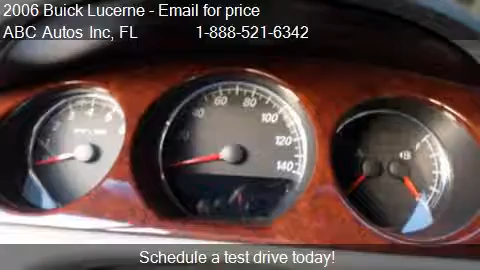 2006 Buick Lucerne - Email for price
ABC Autos Inc, FL 1-888-521-6342
40 60 80 100 120 140
Schedule a test drive today!